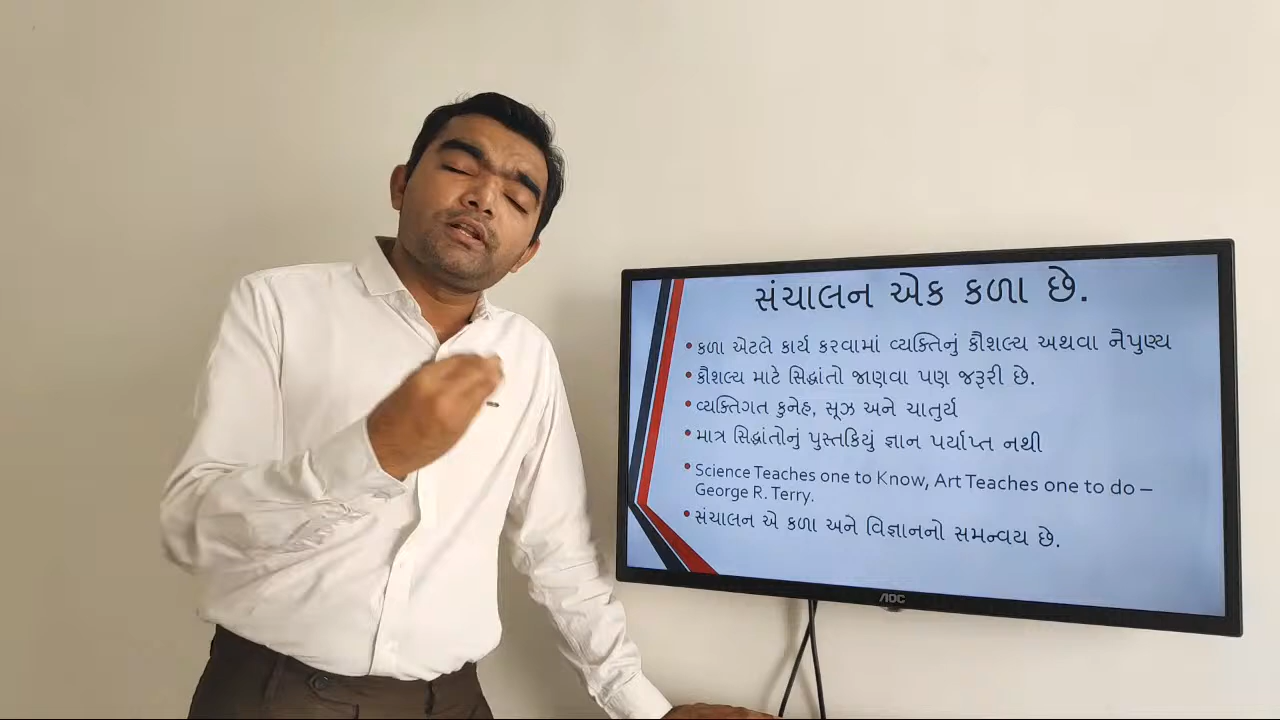 સંચાલન એક કળા છે.
• કળા એટલે કાર્ય કરવામાં વ્યક્તિનું કૌશલ્ય અથવા નૈપુણ્ય
• કૌશલ્ય માટે સિદ્ધાંતો જાણવા પણ જરૂરી છે.
• વ્યક્તિગત કુનેહ, સૂઝ અને ચાતુર્ય
• માત્ર સિદ્ધાંતોનું પુસ્તકિયું જ્ઞાન પર્યાપ્ત નથી
• Science Teaches one to Know, Art Teaches one to do –
George R. Terry.
• સંચાલન એ કળા અને વિજ્ઞાનનો સમન્વય છે.
AOC